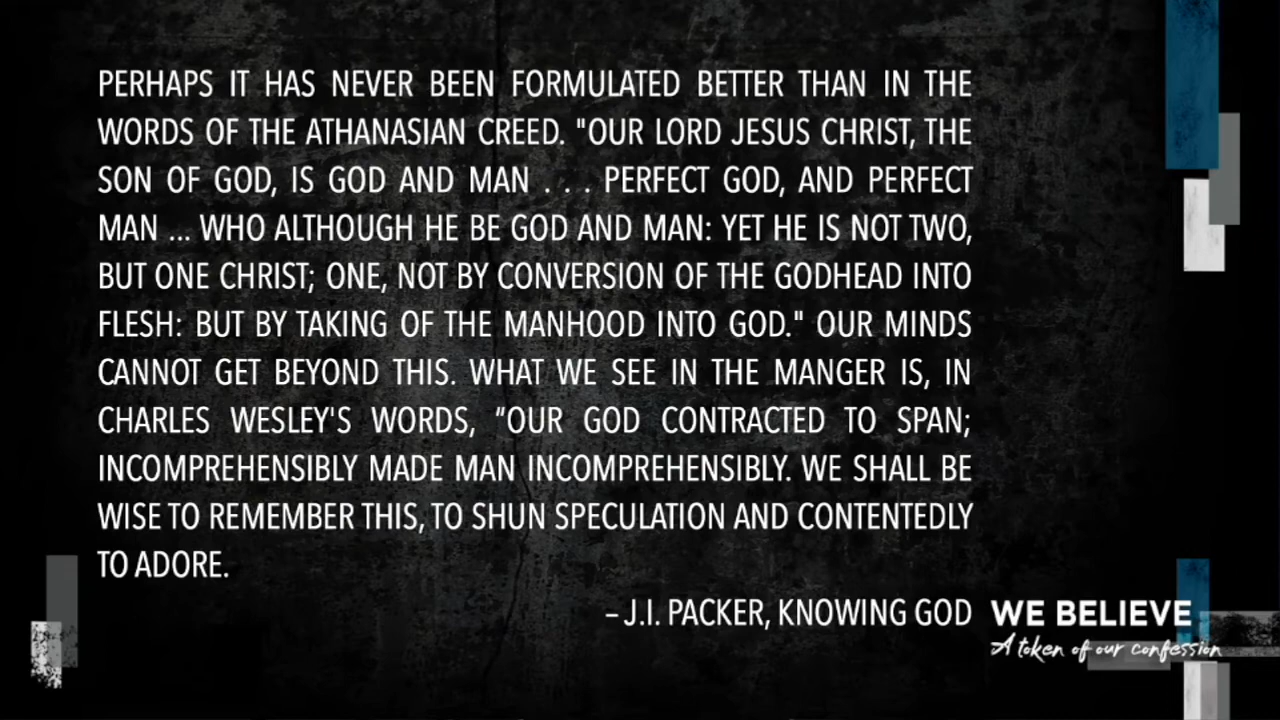 PERHAPS IT HAS NEVER BEEN FORMULATED BETTER THAN IN THE
WORDS OF THE ATHANASIAN CREED. "OUR LORD JESUS CHRIST, THE
SON OF GOD, IS GOD AND MAN . . . PERFECT GOD, AND PERFECT
MAN ... WHO ALTHOUGH HE BE GOD AND MAN: YET HE IS NOT TWO,
BUT ONE CHRIST; ONE, NOT BY CONVERSION OF THE GODHEAD INTO
FLESH: BUT BY TAKING OF THE MANHOOD INTO GOD." OUR MINDS
CANNOT GET BEYOND THIS. WHAT WE SEE IN THE MANGER IS, IN
CHARLES WESLEY'S WORDS, “OUR GOD CONTRACTED TO SPAN;
INCOMPREHENSIBLY MADE MAN INCOMPREHENSIBLY. WE SHALL BE
WISE TO REMEMBER THIS, TO SHUN SPECULATION AND CONTENTEDLY
TO ADORE.
– J.I. PACKER, KNOWING GOD
WE BELIEVE
A token of our confession